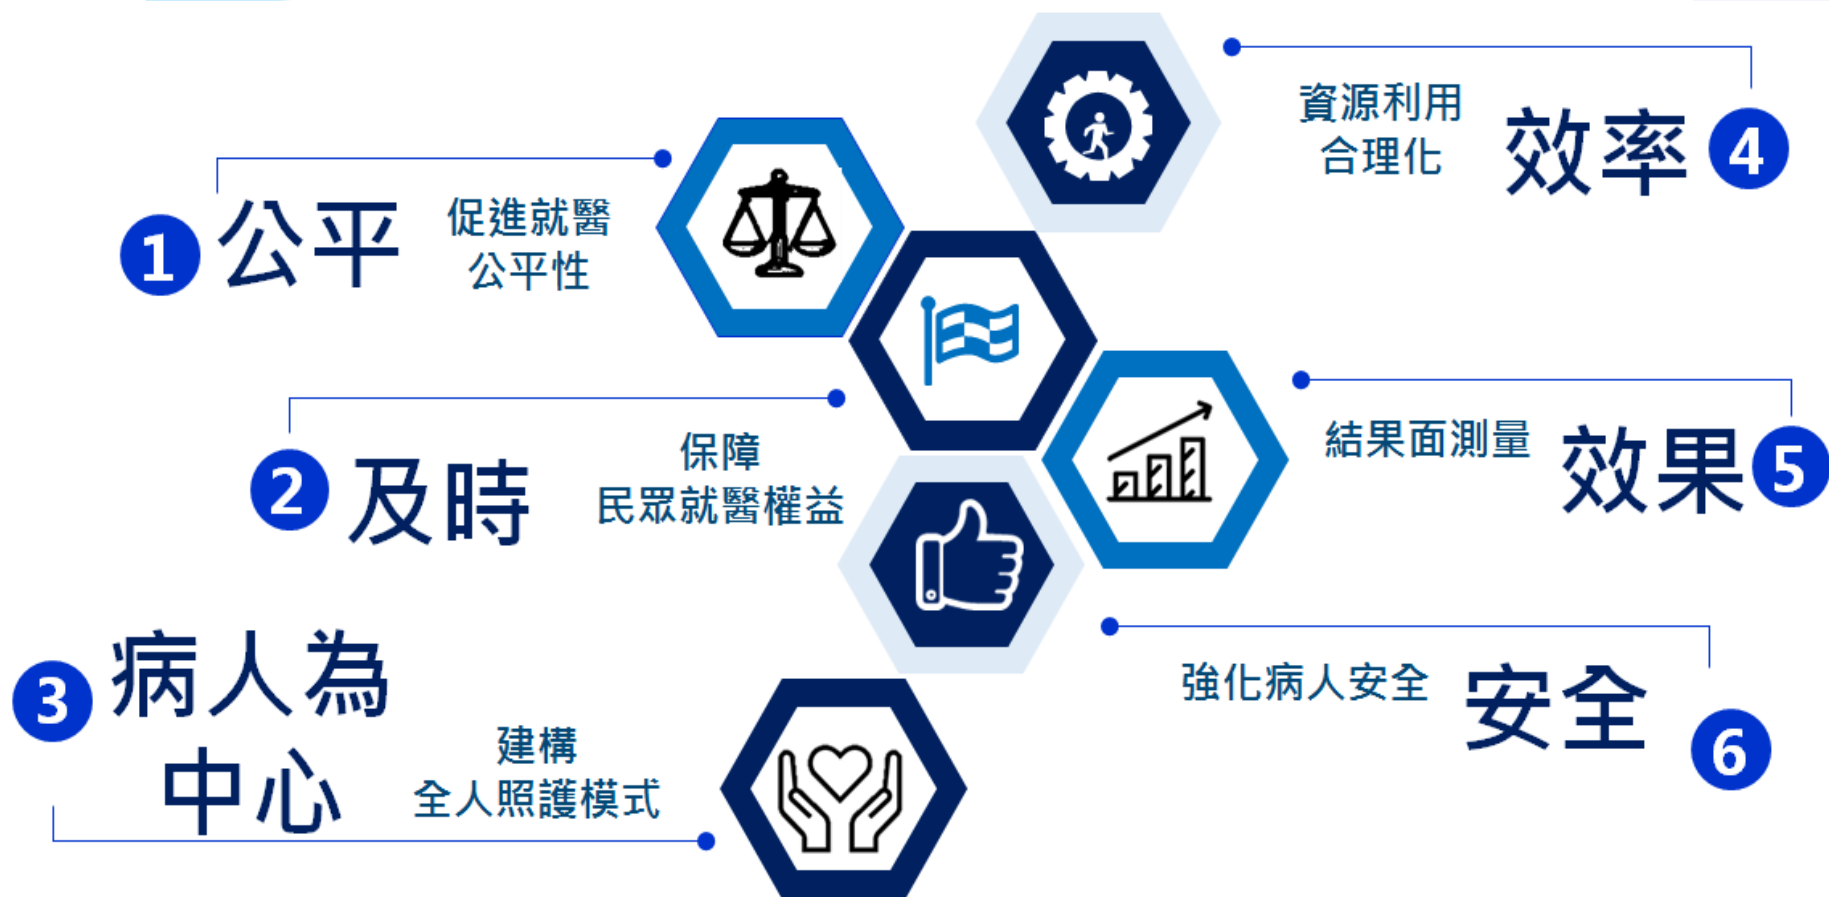 1
公平
促進就醫
公平性
2
及時
保障
民眾就醫權益
3
病人為
中心
建構
全人照護模式
資源利用
合理化
效率
4
結果面測量
效果
5
強化病人安全
安全
6